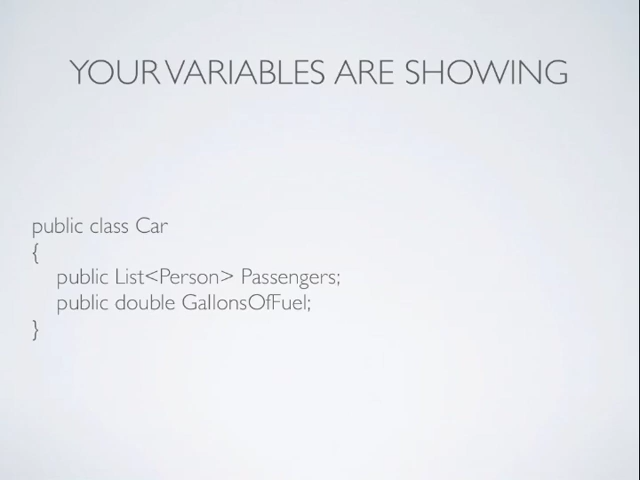 YOUR VARIABLES ARE SHOWING
public class Car
{
public List<Person> Passengers;
public double GallonsOfFuel;
}